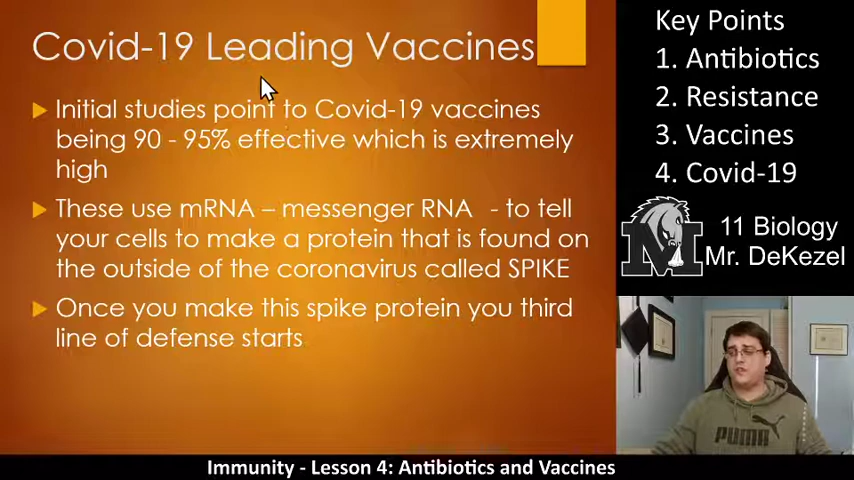 Covid-19 Leading Vaccines
Initial studies point to Covid-19 vaccines
being 90 - 95% effective which is extremely
high
These use mRNA – messenger RNA - to tell
your cells to make a protein that is found on
the outside of the coronavirus called SPIKE
Once you make this spike protein you third
line of defense starts
Key Points
1. Antibiotics
2. Resistance
3. Vaccines
4. Covid-19
M
11 Biology
Mr. DeKezel
PUMA
Immunity - Lesson 4: Antibiotics and Vaccines